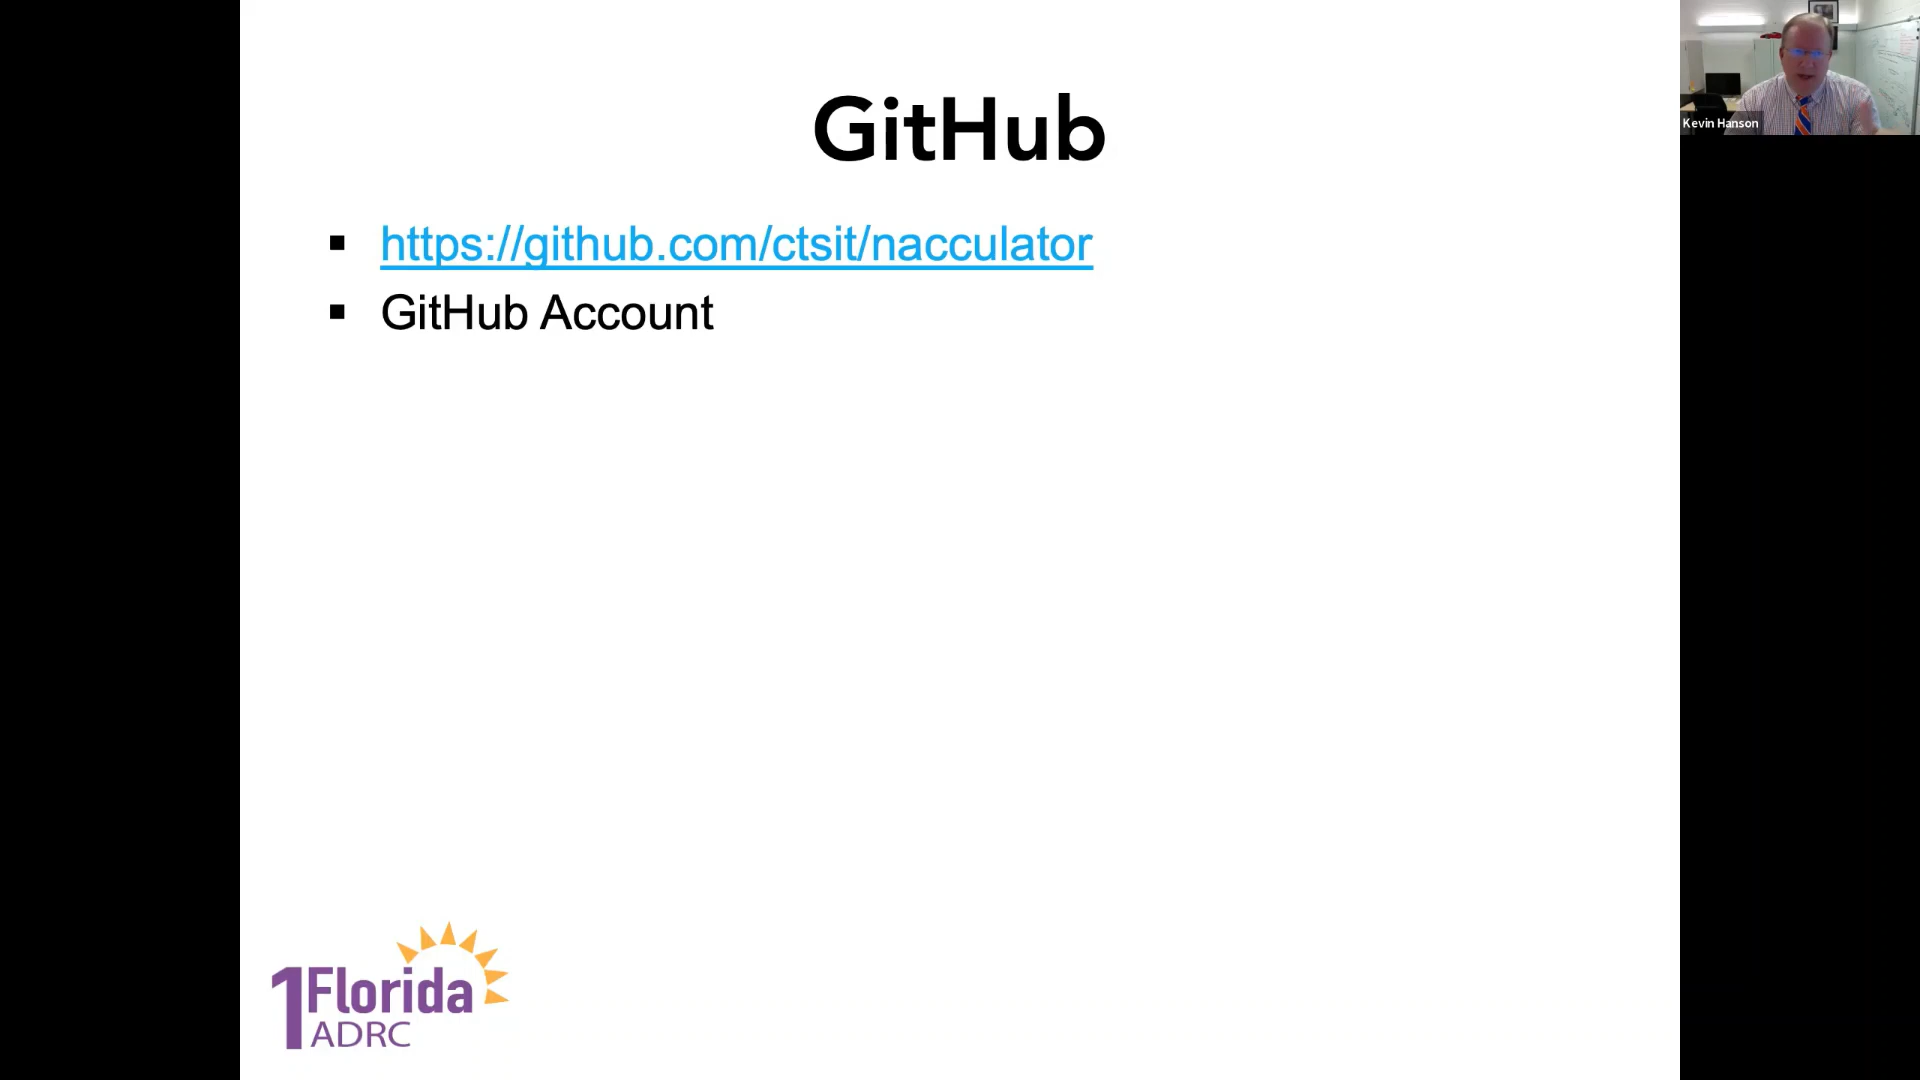 GitHub
https://github.com/ctsit/nacculator
GitHub Account
1Florida
ADRC
Kevin Hanson